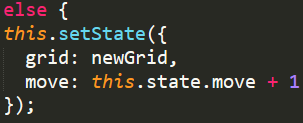 else {
this.setState({
  grid: newGrid,
  move: this.state.move + 1
});